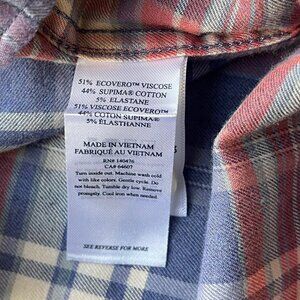 51% ECOVERO™ VISCOSE
44% SUPIMA® COTTON
5% ELASTANE
51% VISCOSE ECOVERO™
44% COTON SUPIMA®
5% ÉLASTHANNE
MADE IN VIETNAM
FABRIQUÉ AU VIETNAM
RN# 140476
CA# 64607
Turn inside out. Machine wash cold
with like colors. Gentle cycle. Do
not bleach. Tumble dry low. Remove
promptly. Cool iron when needed.
SEE REVERSE FOR MORE